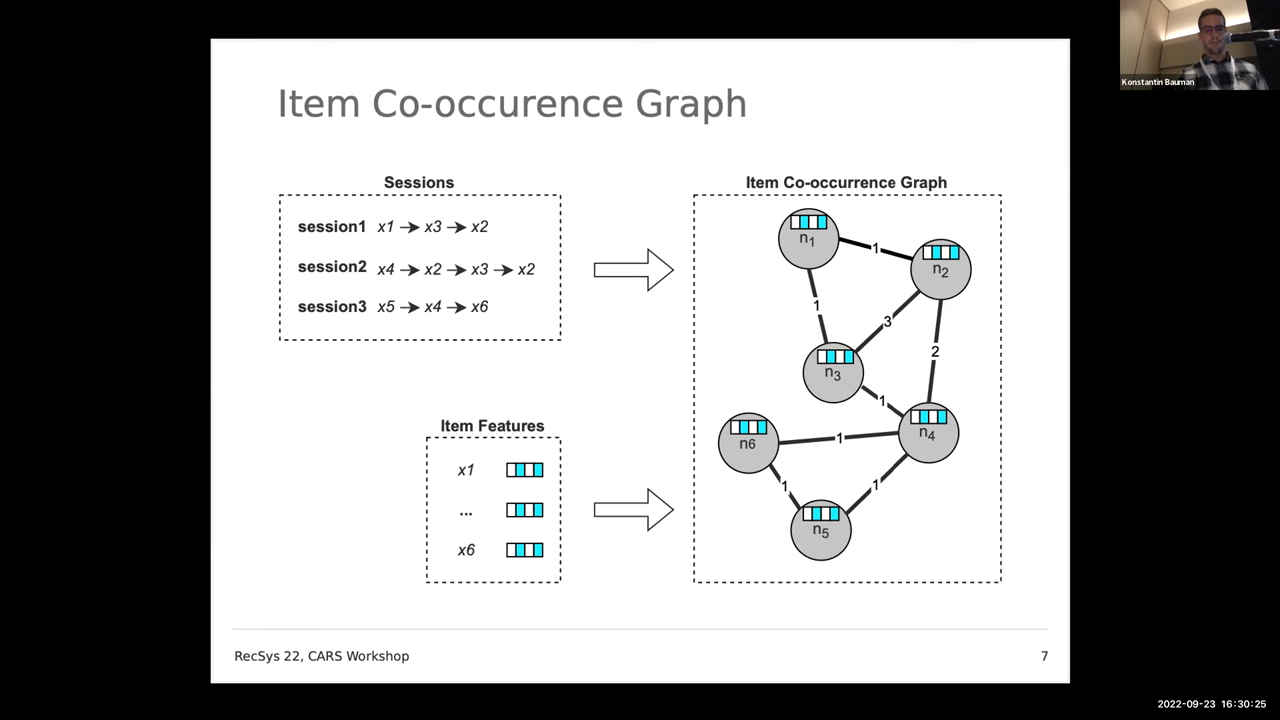 Konstantin Bauman
Item Co-occurence Graph
Sessions
session1 x1 → x3 → x2
session2 x4 → x2 → x3 → x2
session3 x5 → x4 → x6
Item Features
x1
...
x6
Item Co-occurrence Graph
n1
1
n2
1
3
2
n3
1
n6
1
n4
1
1
n5
RecSys 22, CARS Workshop
7
2022-09-23 16:30:25